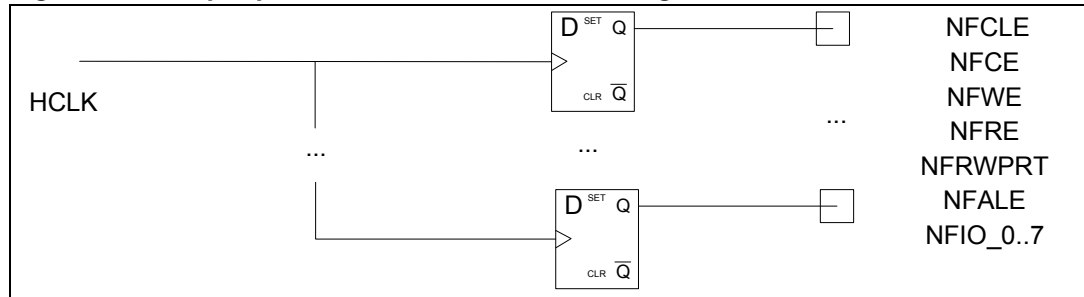 D SET Q
CLR Q
HCLK
...
...
...
D SET Q
CLR Q
NFCLE
NFCE
NFWE
NFRE
NFRWPRT
NFALE
NFIO_0..7